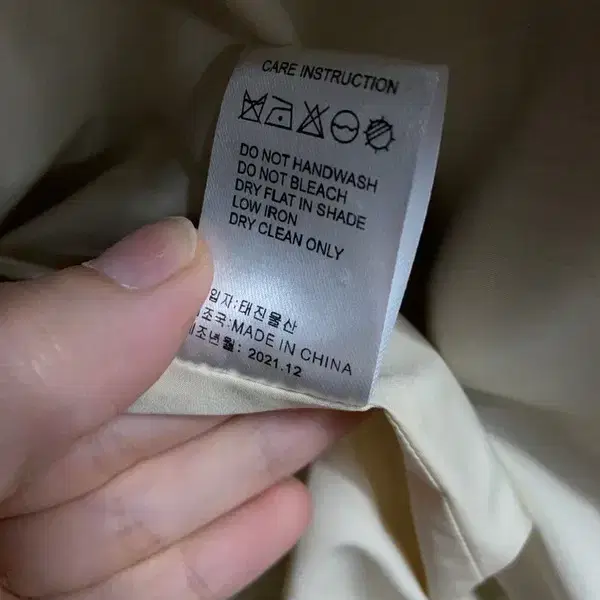 CARE INSTRUCTION
DO NOT HANDWASH
DO NOT BLEACH
DRY FLAT IN SHADE
LOW IRON
DRY CLEAN ONLY
입자:태진물산
조국:MADE IN CHINA
제조년월: 2021.12